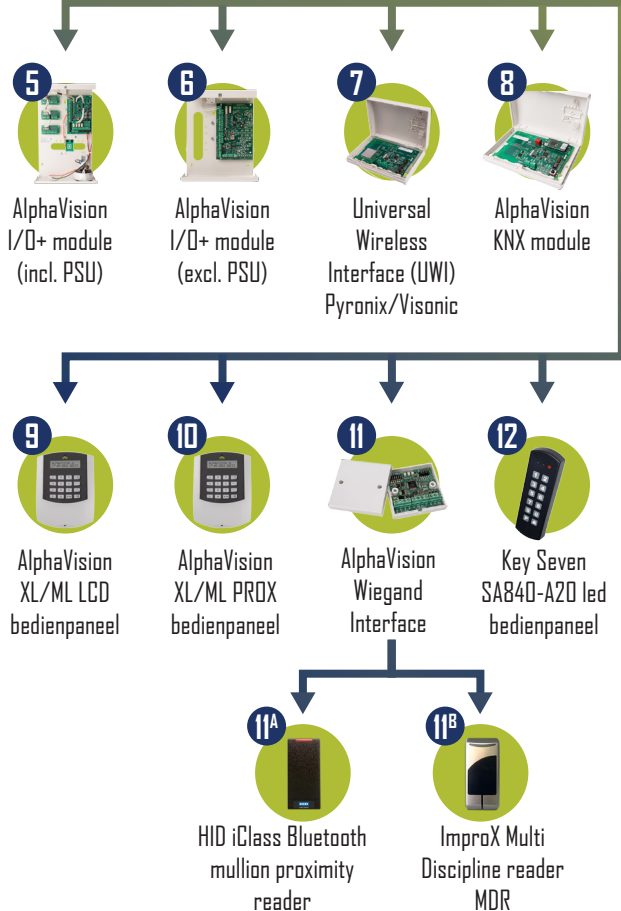 5
AlphaVision
I/O+ module
(incl. PSU)
6
AlphaVision
I/O+ module
(excl. PSU)
7
Universal
Wireless
Interface (UWI)
Pyronix/Visonic
8
AlphaVision
KNX module
9
AlphaVision
XL/ML LCD
bedienpaneel
10
AlphaVision
XL/ML PROX
bedienpaneel
11
AlphaVision
Wiegand
Interface
12
Key Seven
SA840-A20 led
bedienpaneel
11A
HID iClass Bluetooth
mullion proximity
reader
11B
ImproX Multi
Discipline reader
MDR